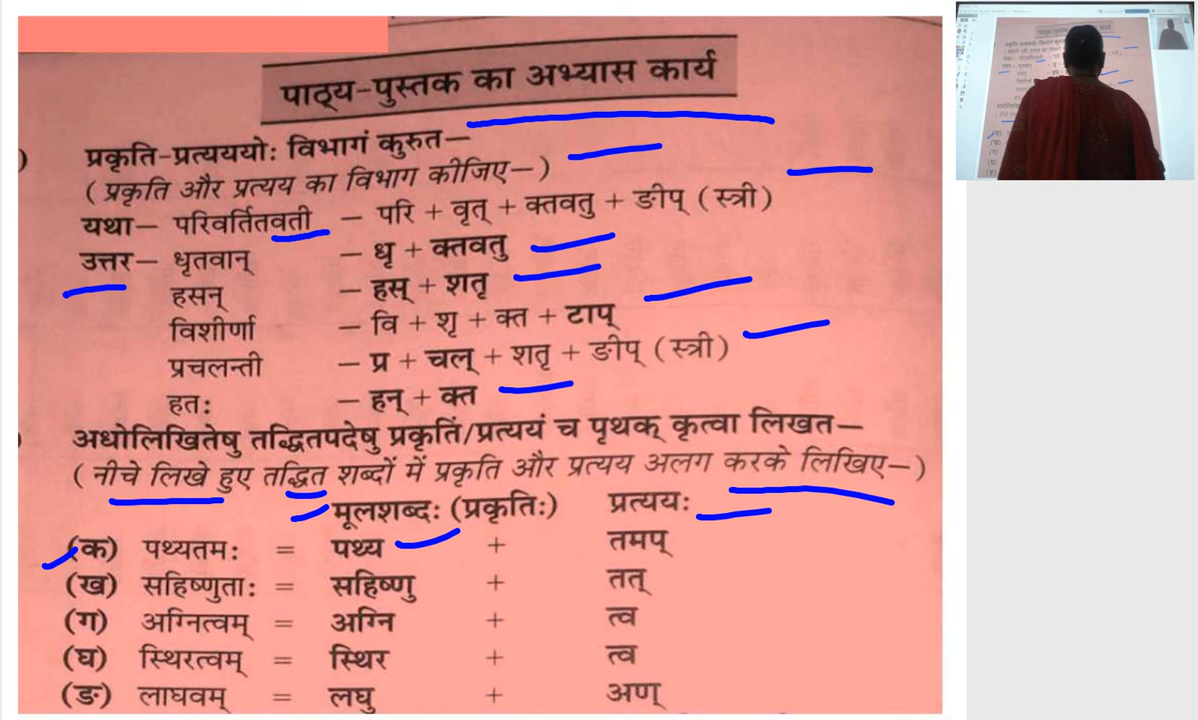 पाठ्य-पुस्तक का अभ्यास कार्य
) प्रकृति-प्रत्यययोः विभागं कुरुत—
( प्रकृति और प्रत्यय का विभाग कीजिए—)
यथा— परिवर्तितवती – परि + वृत् + क्तवतु + ङीप् (स्त्री)
उत्तर— धृतवान् – धृ + क्तवतु
हसन् – हस् + शतृ
विशीर्णा – वि + शृ + क्त + टाप्
प्रचलन्ती – प्र + चल् + शतृ + ङीप् (स्त्री)
हतः – हन् + क्त
) अधोलिखितेषु तद्धितपदेषु प्रकृतिं/प्रत्ययं च पृथक् कृत्वा लिखत—
( नीचे लिखे हुए तद्धित शब्दों में प्रकृति और प्रत्यय अलग करके लिखिए—)
मूलशब्दः (प्रकृतिः) प्रत्ययः
(क) पथ्यतमः = पथ्य + तमप्
(ख) सहिष्णुताः = सहिष्णु + तत्
(ग) अग्नित्वम् = अग्नि + त्व
(घ) स्थिरत्वम् = स्थिर + त्व
(ङ) लाघवम् = लघु + अण्